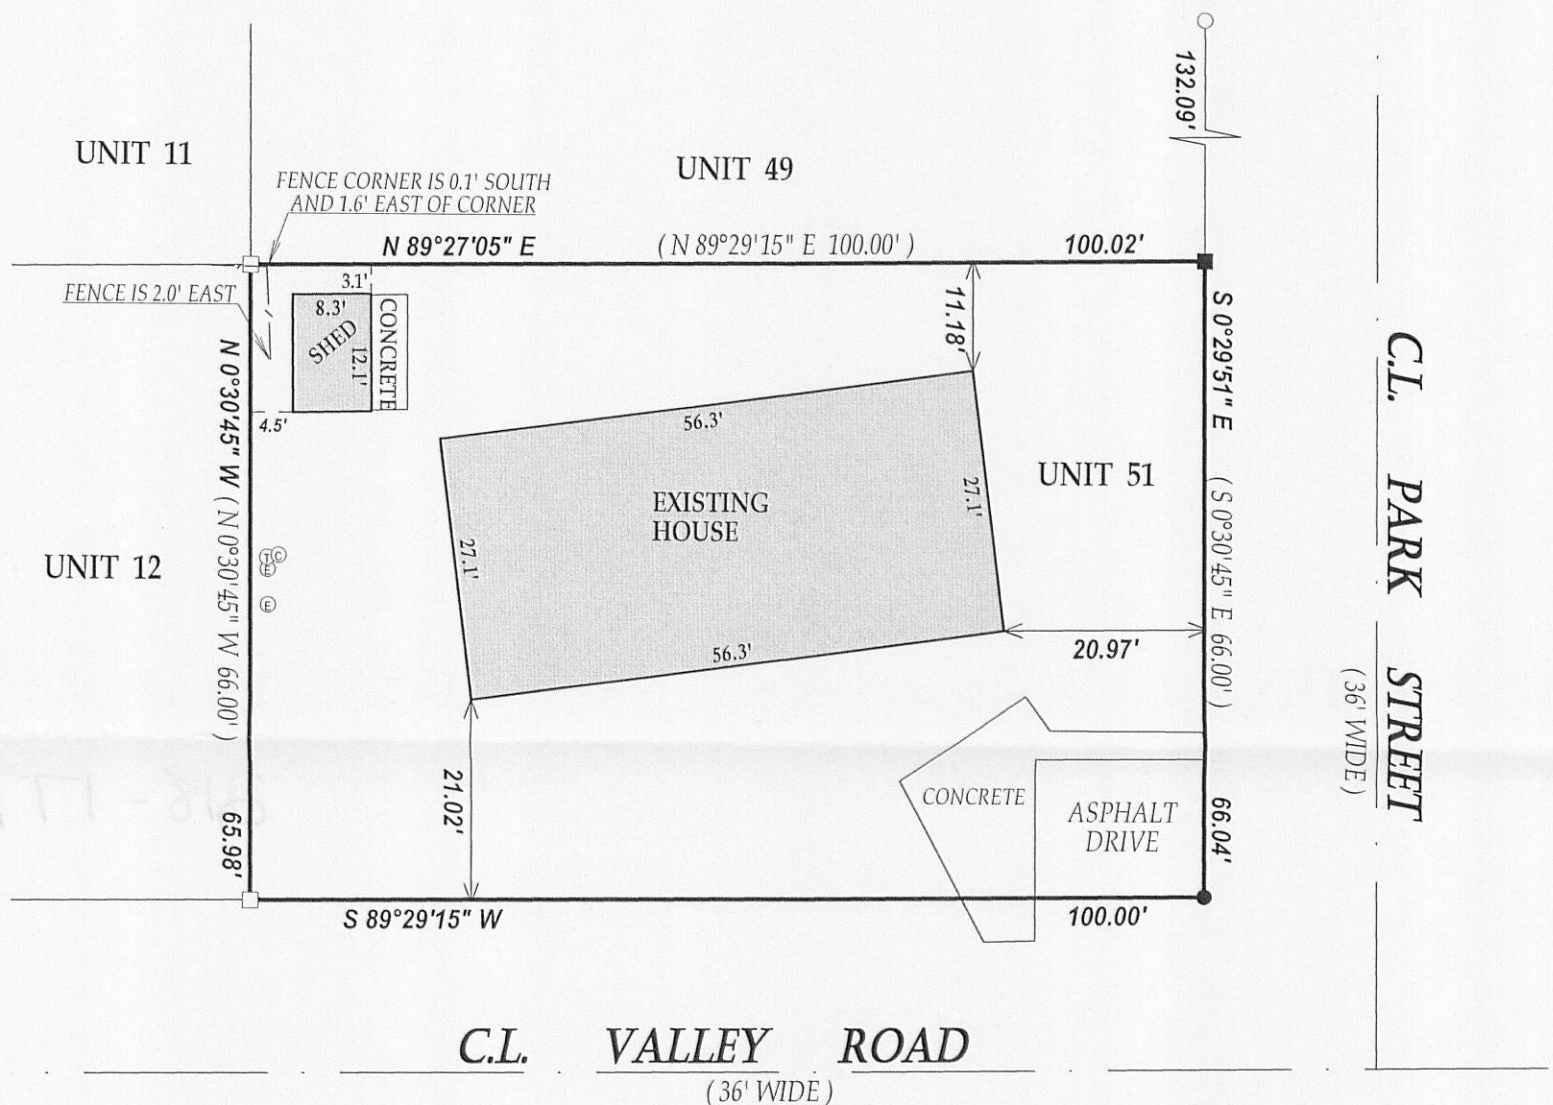 132.09'
UNIT 11
UNIT 49
FENCE CORNER IS 0.1' SOUTH
AND 1.6' EAST OF CORNER
N 89°27'05" E
( N 89°29'15" E 100.00' )
100.02'
FENCE IS 2.0' EAST
3.1'
8.3'
SHED
12.1'
CONCRETE
4.5'
11.18'
S 0°29'51" E
( S 0°30'45" E 66.00' )
66.04'
C.L. PARK STREET
( 36' WIDE )
N 0°30'45" W
( N 0°30'45" W 66.00' )
65.98'
56.3'
UNIT 51
EXISTING
HOUSE
27.1'
27.1'
UNIT 12
T
C
E
E
56.3'
20.97'
21.02'
CONCRETE
ASPHALT
DRIVE
S 89°29'15" W
100.00'
C.L. VALLEY ROAD
( 36' WIDE )